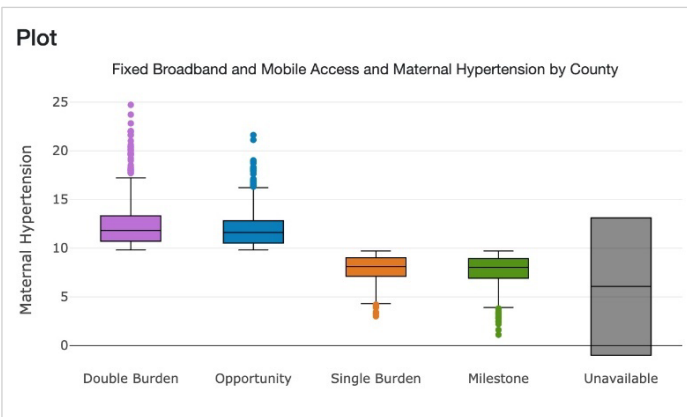 Plot
Fixed Broadband and Mobile Access and Maternal Hypertension by County
25
20
15
10
5
0
Maternal Hypertension
Double Burden Opportunity Single Burden Milestone Unavailable